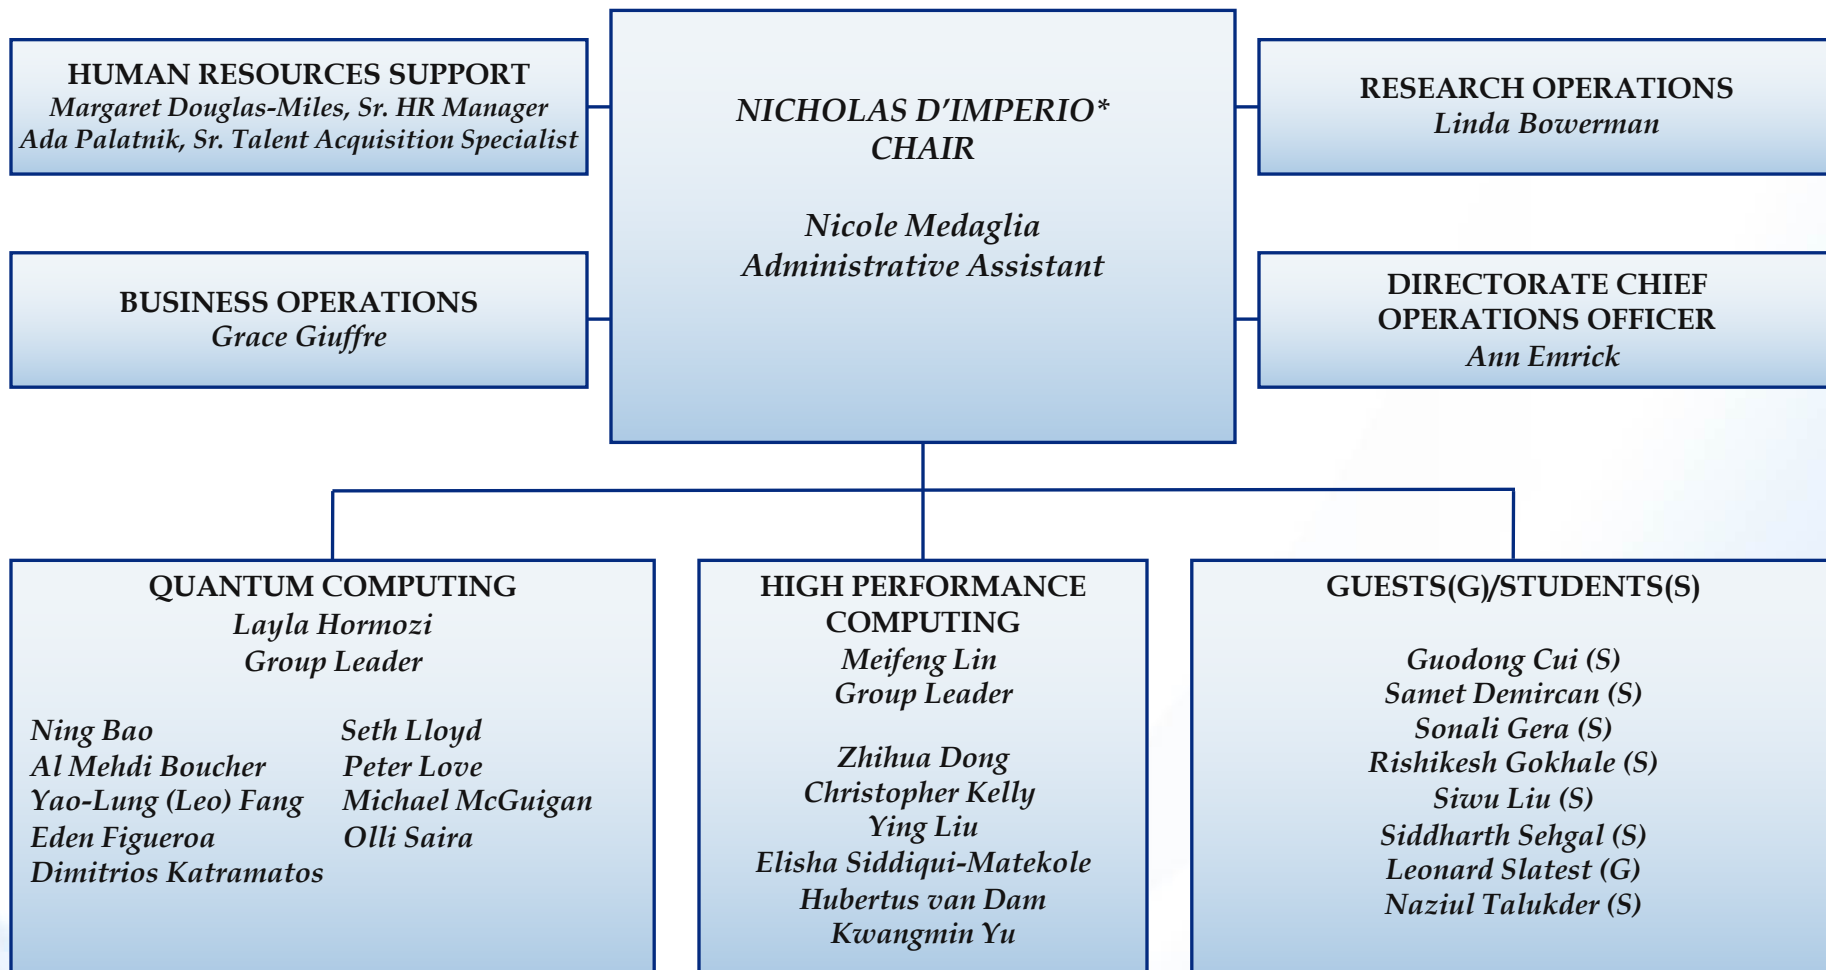 HUMAN RESOURCES SUPPORT
Margaret Douglas-Miles, Sr. HR Manager
Ada Palatnik, Sr. Talent Acquisition Specialist
BUSINESS OPERATIONS
Grace Giuffre
NICHOLAS D’IMPERIO*
CHAIR
Nicole Medaglia
Administrative Assistant
RESEARCH OPERATIONS
Linda Bowerman
DIRECTORATE CHIEF
OPERATIONS OFFICER
Ann Emrick
QUANTUM COMPUTING
Layla Hormozi
Group Leader
Ning Bao
Al Mehdi Boucher
Yao-Lung (Leo) Fang
Eden Figueroa
Dimitrios Katramatos
Seth Lloyd
Peter Love
Michael McGuigan
Olli Saira
HIGH PERFORMANCE
COMPUTING
Meifeng Lin
Group Leader
Zhihua Dong
Christopher Kelly
Ying Liu
Elisha Siddiqui-Matekole
Hubertus van Dam
Kwangmin Yu
GUESTS(G)/STUDENTS(S)
Guodong Cui (S)
Samet Demircan (S)
Sonali Gera (S)
Rishikesh Gokhale (S)
Siwu Liu (S)
Siddharth Sehgal (S)
Leonard Slatest (G)
Naziul Talukder (S)